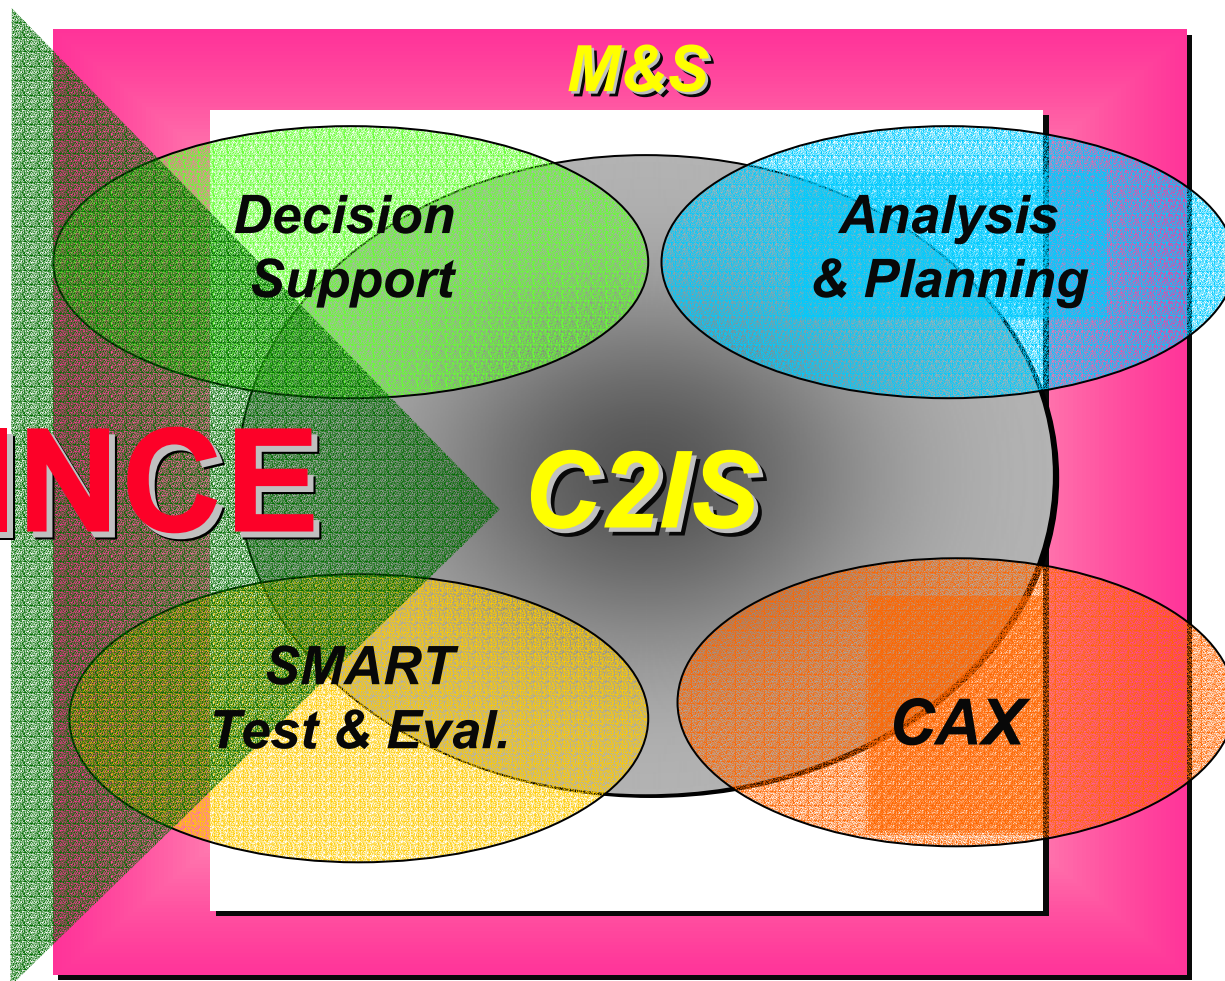 M&S
Decision
Support
Analysis
& Planning
NCE
C2IS
SMART
Test & Eval.
CAX